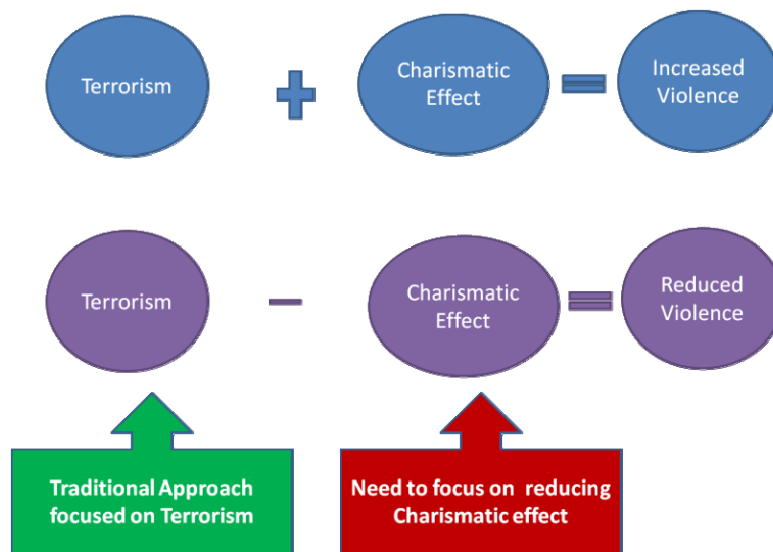 Terrorism
+
Charismatic
Effect
=
Increased
Violence
Terrorism
-
Charismatic
Effect
=
Reduced
Violence
Traditional Approach
focused on Terrorism
Need to focus on reducing
Charismatic effect